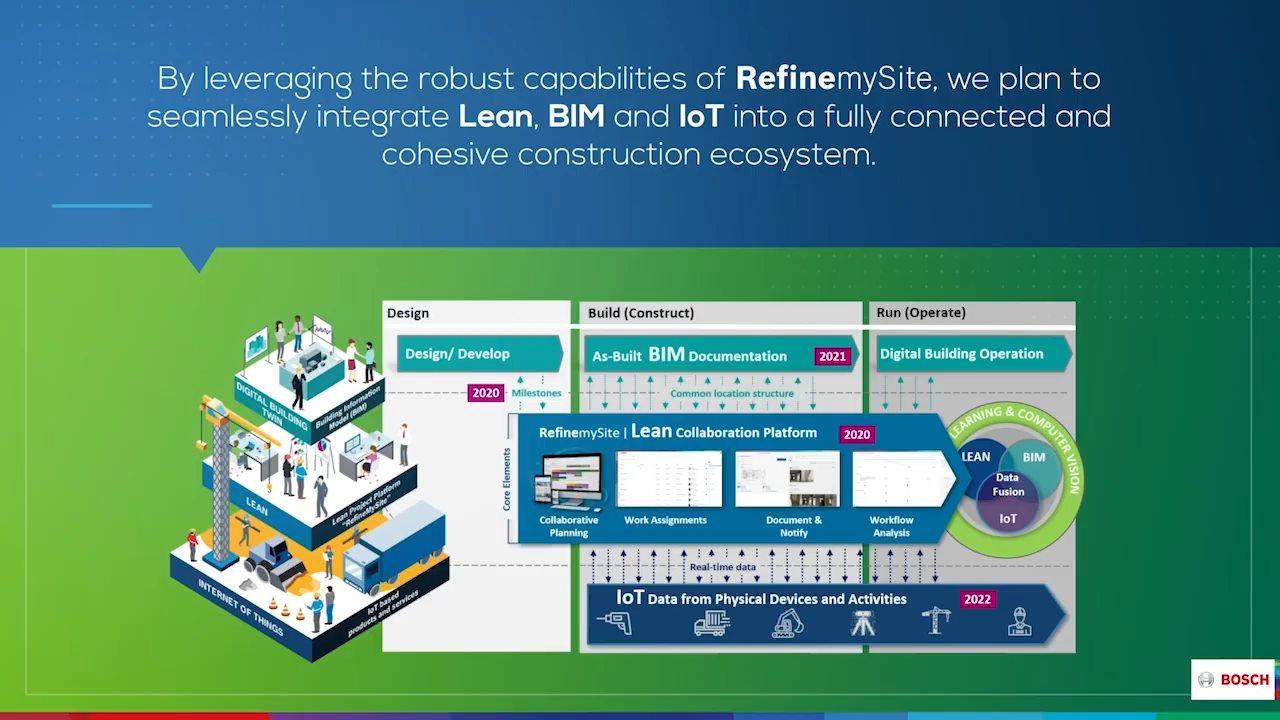 By leveraging the robust capabilities of RefinemySite, we plan to
seamlessly integrate Lean, BIM and IoT into a fully connected and
cohesive construction ecosystem.
DIGITAL BUILDING
TWIN
Building Information
Model (BIM)
LEAN
Lean Project Platform
"RefineMySite"
INTERNET OF THINGS
IoT based
products and services
Design
Build (Construct)
Run (Operate)
Design/ Develop
As-Built BIM Documentation
2021
Digital Building Operation
2020
Milestones
Common location structure
Core Elements
RefinemySite | Lean Collaboration Platform
2020
Collaborative
Planning
Work Assignments
Document &
Notify
Workflow
Analysis
LEARNING & COMPUTER VISION
LEAN
BIM
Data
Fusion
IoT
Real-time data
IoT Data from Physical Devices and Activities
2022
BOSCH